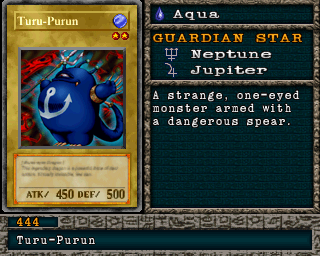 Turu-Purun
ATK/ 450 DEF/ 500
Aqua
GUARDIAN STAR
Neptune
Jupiter
A strange, one-eyed
monster armed with
a dangerous spear.
444
Turu-Purun